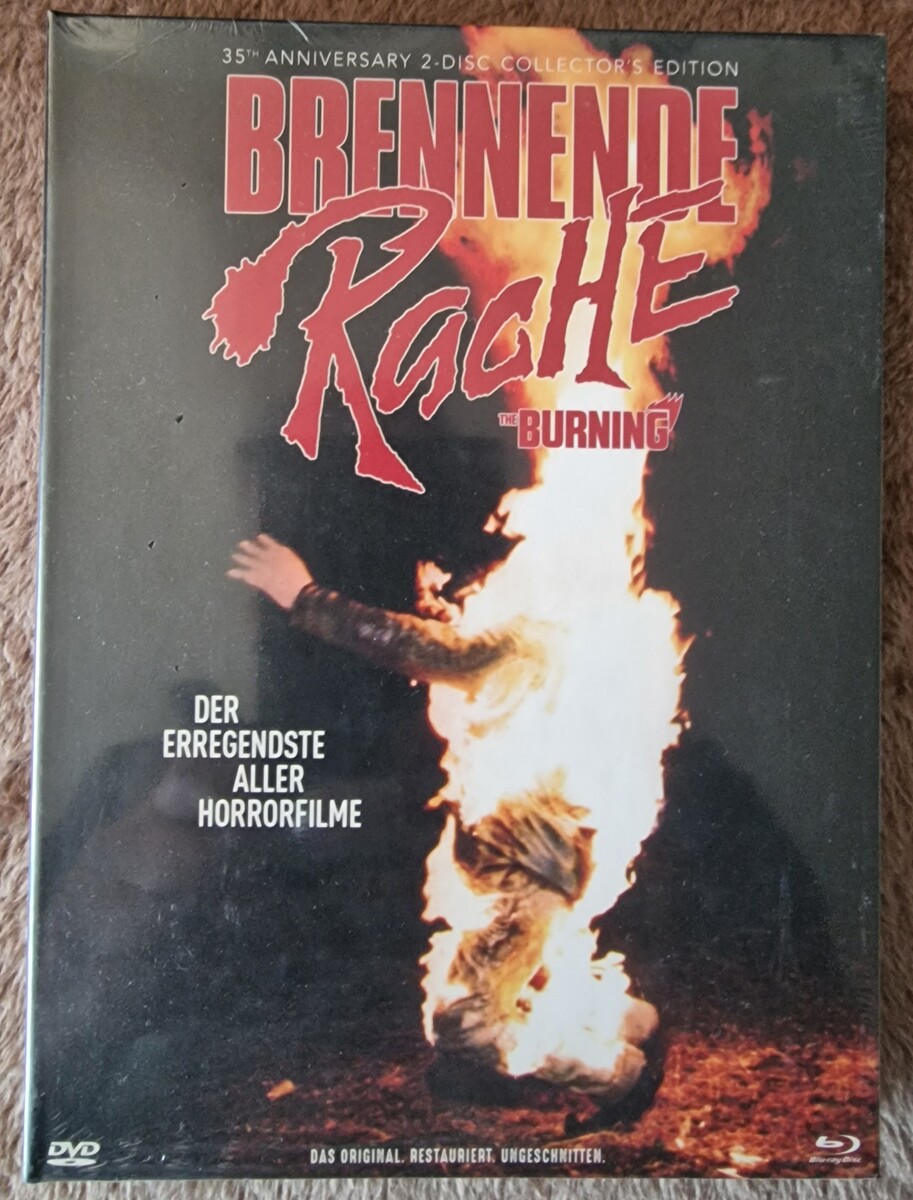 35TH ANNIVERSARY 2-DISC COLLECTOR'S EDITION
BRENNENDE
RacHE
THE BURNING
DER
ERREGENDSTE
ALLER
HORRORFILME
DVD
DAS ORIGINAL. RESTAURIERT. UNGESCHNITTEN.
Blu-ray Disc